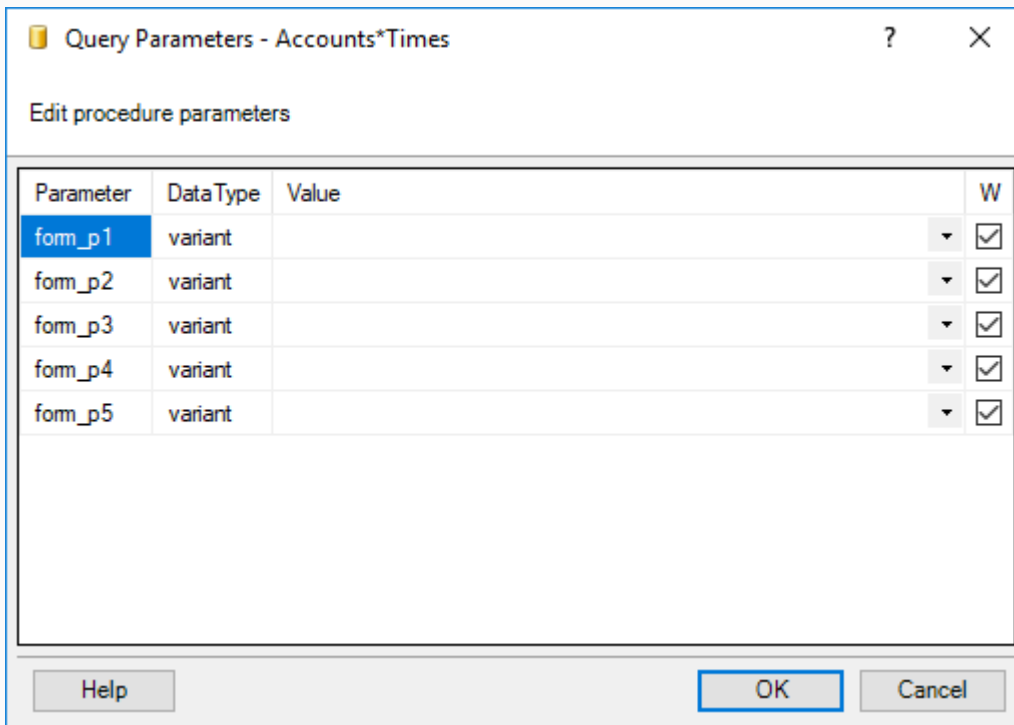 Query Parameters - Accounts*Times ?
Edit procedure parameters
Parameter DataType Value W
form_p1 variant
form_p2 variant
form_p3 variant
form_p4 variant
form_p5 variant
Help OK Cancel